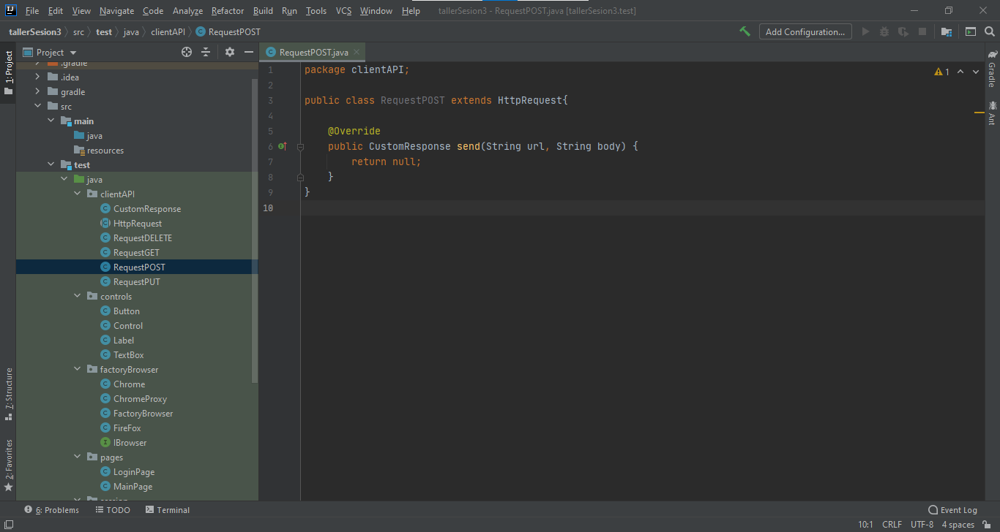 File Edit View Navigate Code Analyze Refactor Build Run Tools VCS Window Help tallerSesion3 - RequestPOST.java [tallerSesion3.test]
tallerSesion3 src test java clientAPI RequestPOST Add Configuration...
1: Project
7: Structure
2: Favorites
Project
.gradle
.idea
gradle
src
main
java
resources
test
java
clientAPI
CustomResponse
HttpRequest
RequestDELETE
RequestGET
RequestPOST
RequestPUT
controls
Button
Control
Label
TextBox
factoryBrowser
Chrome
ChromeProxy
FactoryBrowser
FireFox
IBrowser
pages
LoginPage
MainPage
RequestPOST.java
1 package clientAPI;
2
3 public class RequestPOST extends HttpRequest{
4
5 @Override
6 public CustomResponse send(String url, String body) {
7 return null;
8 }
9 }
10
1
Gradle
Ant
6: Problems TODO Terminal Event Log
10:1 CRLF UTF-8 4 spaces